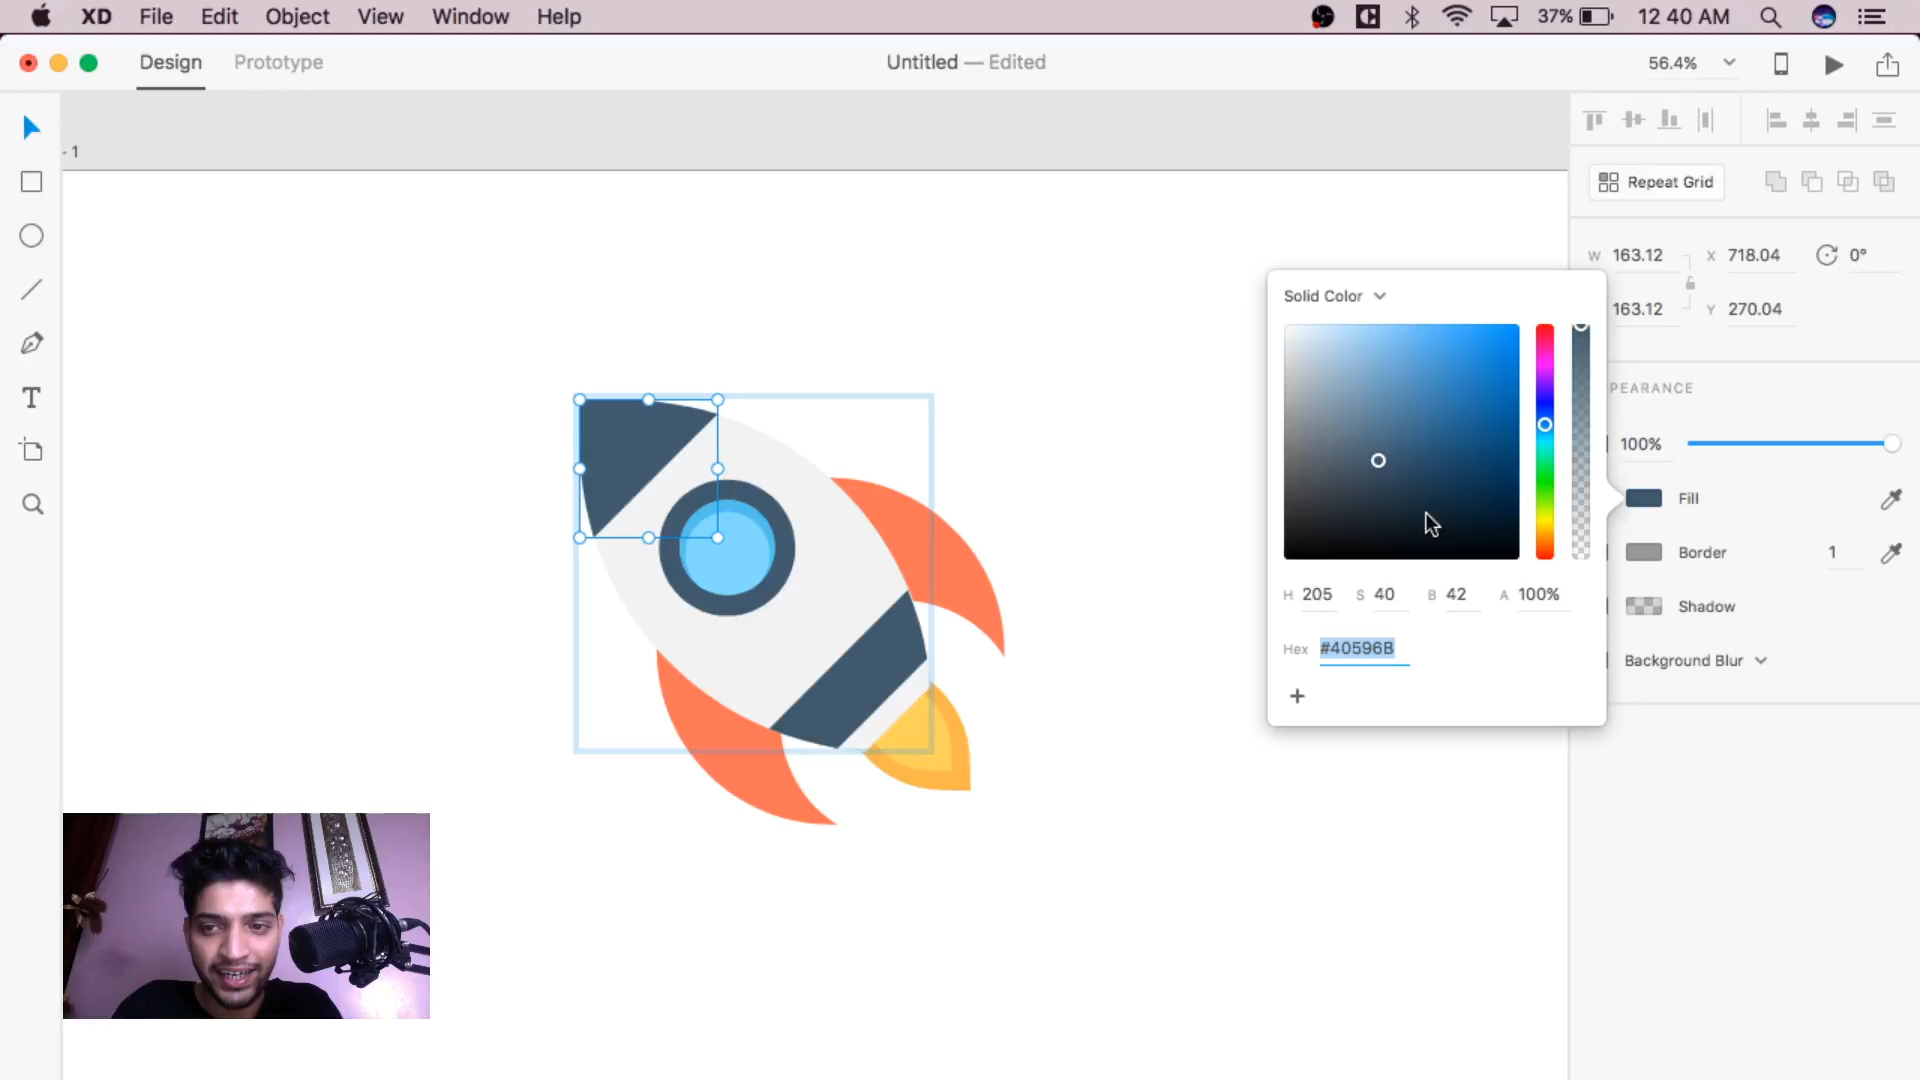 XD File Edit Object View Window Help 37% 12 40 AM
Design Prototype Untitled — Edited 56.4%
- 1
Repeat Grid
W 163.12 X 718.04 0°
163.12 Y 270.04
Solid Color
PEARANCE
100%
Fill
Border 1
Shadow
Background Blur
H 205 S 40 B 42 A 100%
Hex #40596B
+